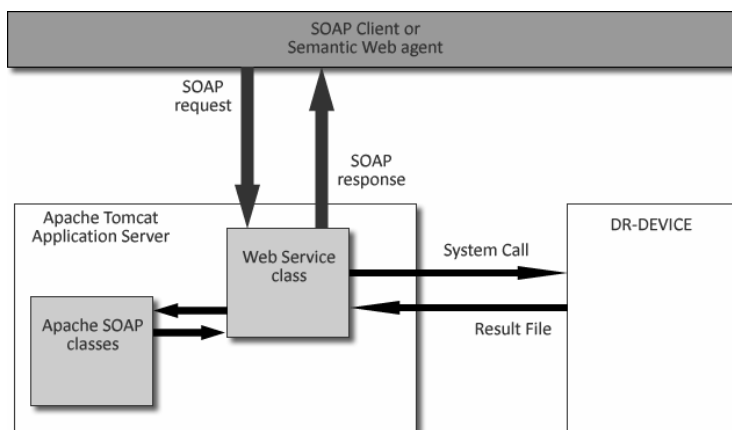 SOAP Client or
Semantic Web agent
SOAP
request
SOAP
response
Apache Tomcat
Application Server
Web Service
class
Apache SOAP
classes
System Call
Result File
DR-DEVICE